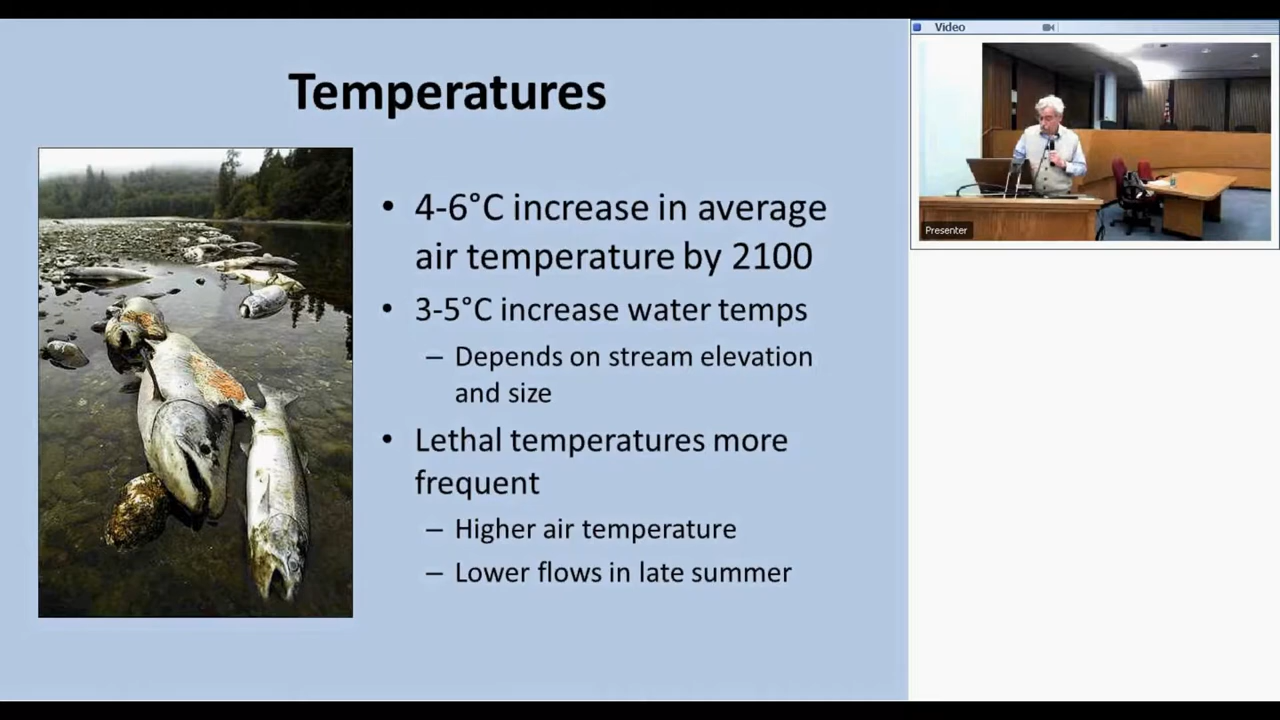 Temperatures
• 4-6°C increase in average
air temperature by 2100
• 3-5°C increase water temps
– Depends on stream elevation
and size
• Lethal temperatures more
frequent
– Higher air temperature
– Lower flows in late summer
Video
Presenter